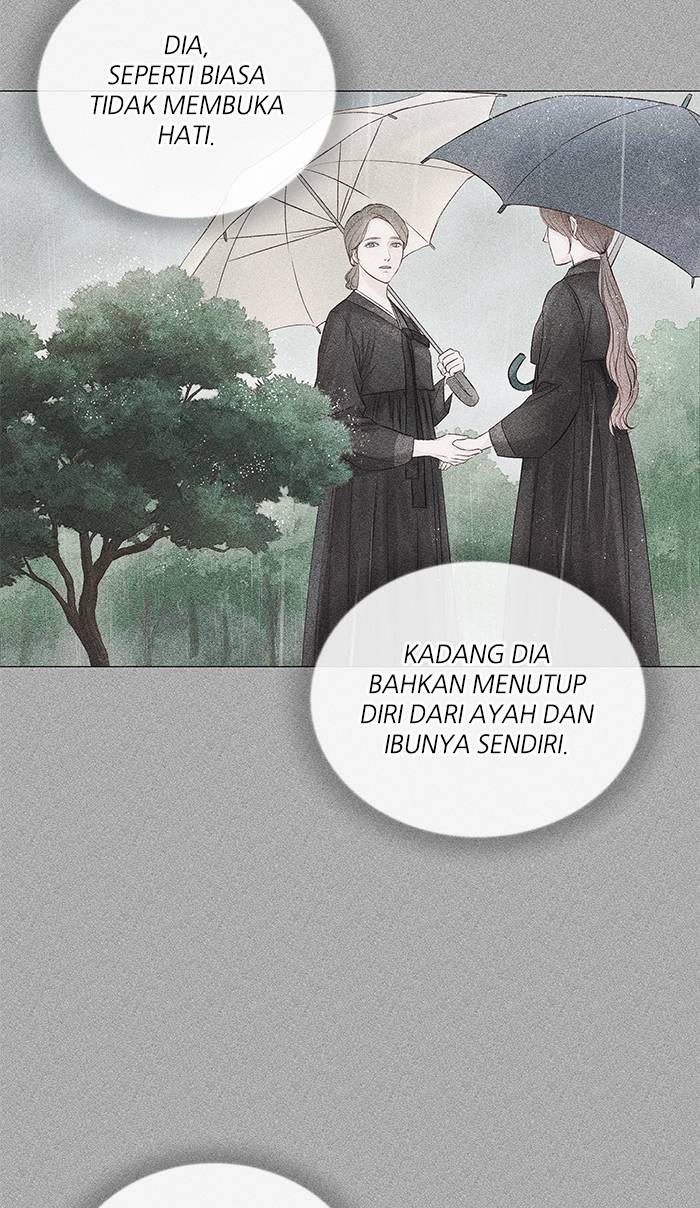 DIA,
SEPERTI BIASA
TIDAK MEMBUKA
HATI.
KADANG DIA
BAHKAN MENUTUP
DIRI DARI AYAH DAN
IBUNYA SENDIRI.